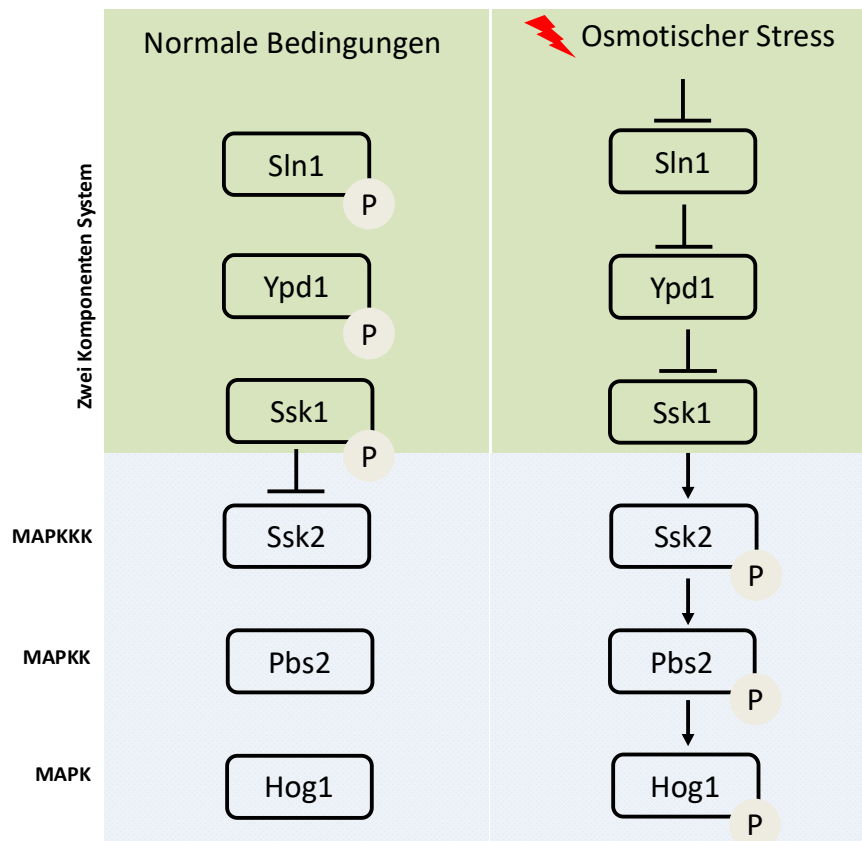 Normale Bedingungen
Osmotischer Stress
Zwei Komponenten System
Sln1
P
Sln1
Ypd1
P
Ypd1
Ssk1
P
Ssk1
MAPKKK
Ssk2
Ssk2
P
MAPKK
Pbs2
Pbs2
P
MAPK
Hog1
Hog1
P